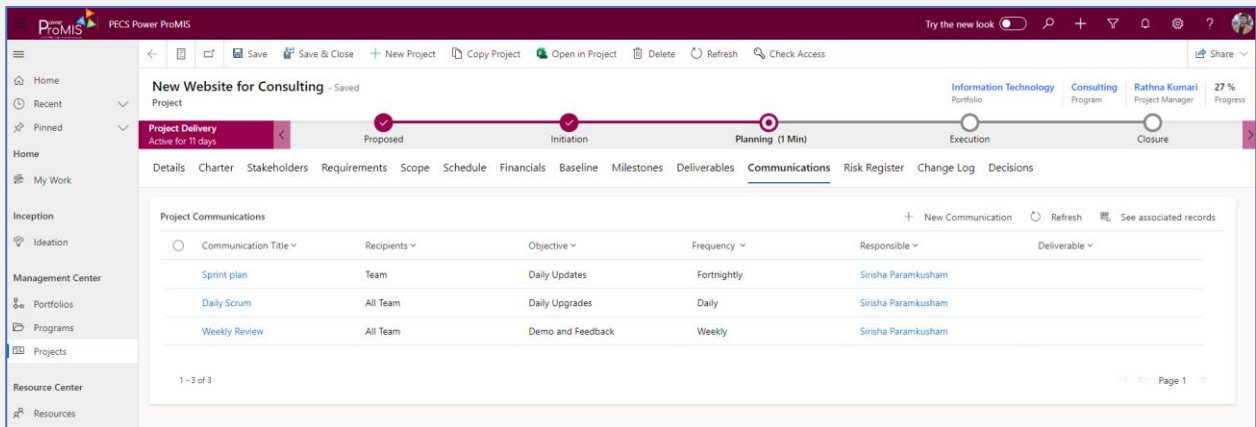 Power
ProMIS
PECS Power ProMIS
Try the new look
Save
Save & Close
New Project
Copy Project
Open in Project
Delete
Refresh
Check Access
Share
Home
Recent
Pinned
Home
My Work
Inception
Ideation
Management Center
Portfolios
Programs
Projects
Resource Center
Resources
New Website for Consulting - Saved
Project
Information Technology
Portfolio
Consulting
Program
Rathna Kumari
Project Manager
27 %
Progress
Project Delivery
Active for 11 days
Proposed
Initiation
Planning (1 Min)
Execution
Closure
Details Charter Stakeholders Requirements Scope Schedule Financials Baseline Milestones Deliverables Communications Risk Register Change Log Decisions
Project Communications
New Communication
Refresh
See associated records
Communication Title Recipients Objective Frequency Responsible Deliverable
Sprint plan Team Daily Updates Fortnightly Sirisha Paramkusham
Daily Scrum All Team Daily Upgrades Daily Sirisha Paramkusham
Weekly Review All Team Demo and Feedback Weekly Sirisha Paramkusham
1 - 3 of 3
Page 1